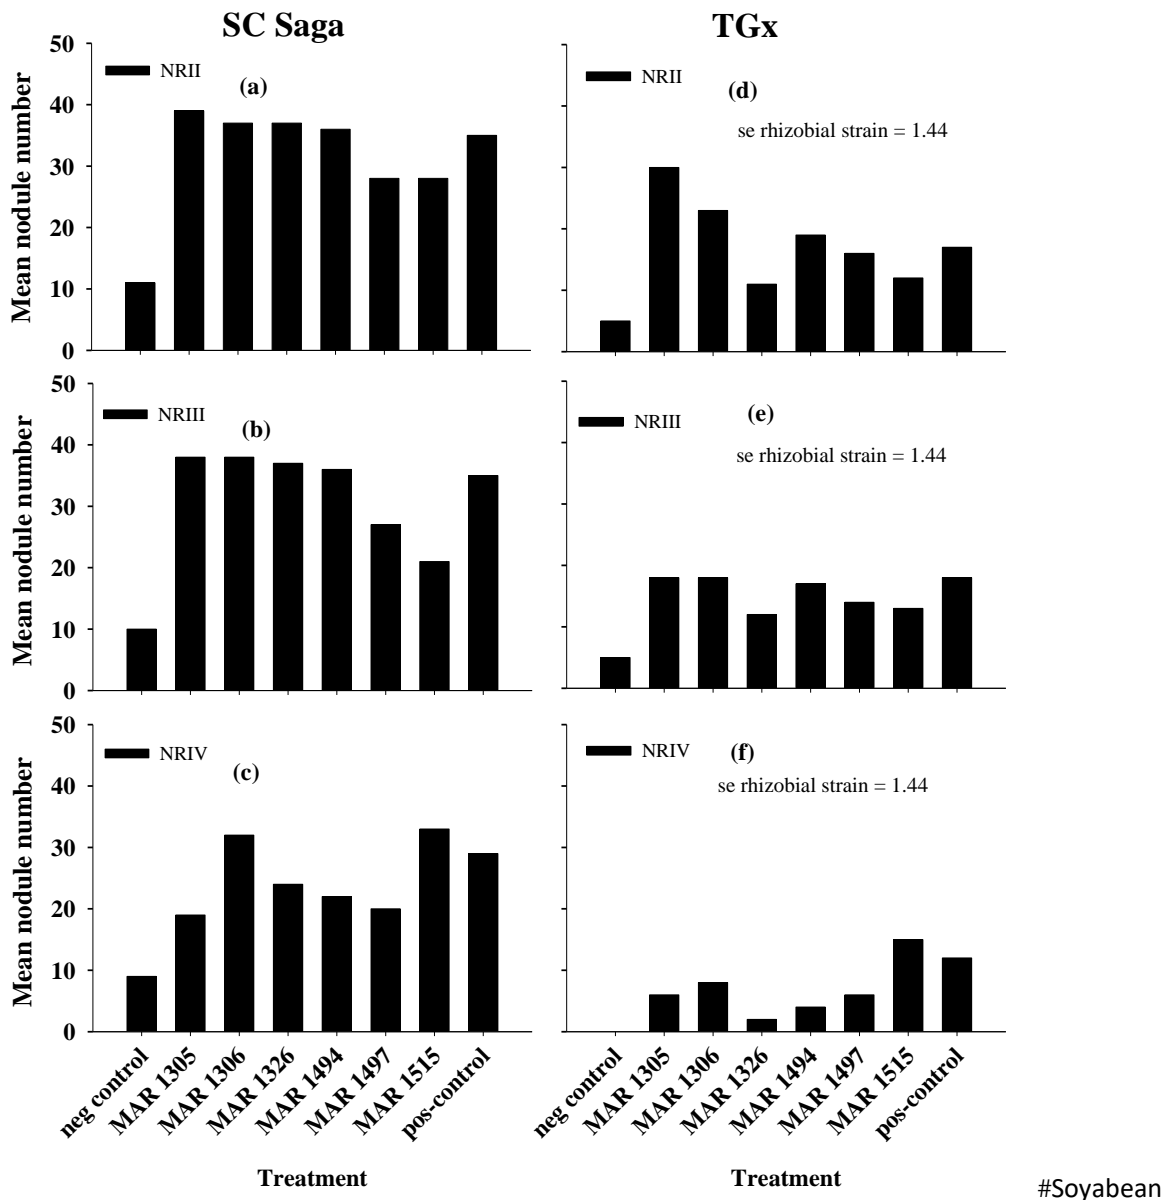 SC Saga
TGx
Mean nodule number
50
40
30
20
10
0
NRII
(a)
NRII
(d)
se rhizobial strain = 1.44
Mean nodule number
50
40
30
20
10
0
NRIII
(b)
NRIII
(e)
se rhizobial strain = 1.44
Mean nodule number
50
40
30
20
10
0
NRIV
(c)
NRIV
(f)
se rhizobial strain = 1.44
neg control
MAR 1305
MAR 1306
MAR 1326
MAR 1494
MAR 1497
MAR 1515
pos-control
neg control
MAR 1305
MAR 1306
MAR 1326
MAR 1494
MAR 1497
MAR 1515
pos-control
Treatment
Treatment
#Soyabean